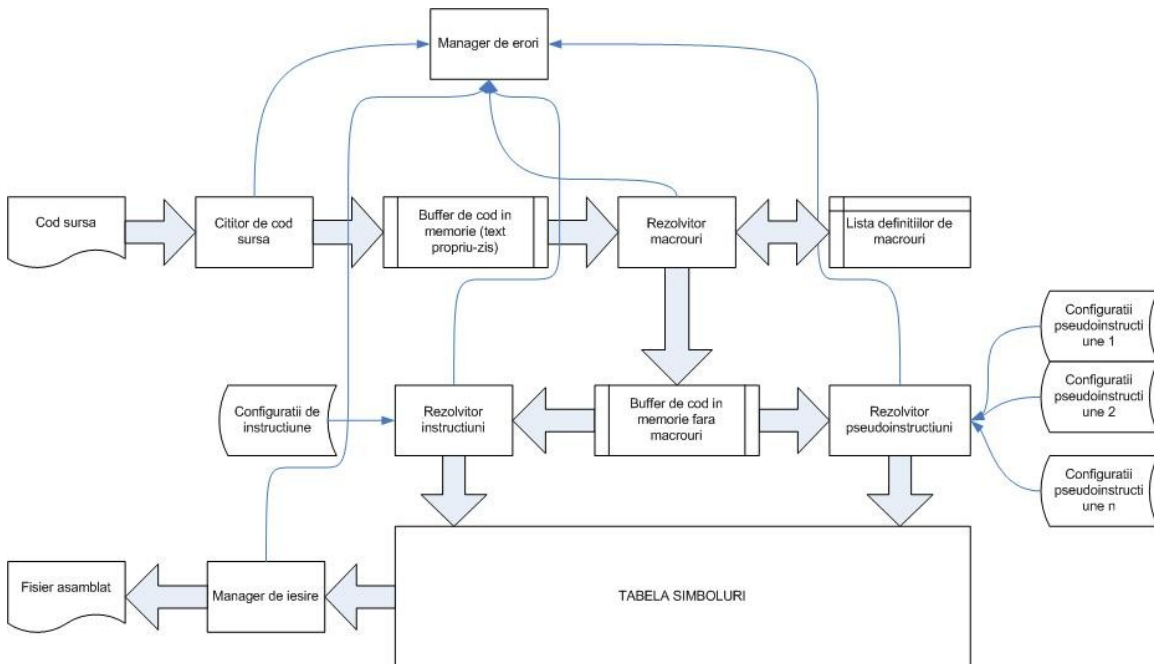 Manager de erori
Cod sursa
Cititor de cod
sursa
Buffer de cod in
memorie (text
propriu-zis)
Rezolvitor
macrouri
Lista definitiilor de
macrouri
Configuratii
pseudoinstructi
une 1
Configuratii de
instructiune
Rezolvitor
instructiuni
Buffer de cod in
memorie fara
macrouri
Rezolvitor
pseudoinstructiuni
Configuratii
pseudoinstructi
une 2
Configuratii
pseudoinstructi
une n
Fisier asamblat
Manager de iesire
TABELA SIMBOLURI